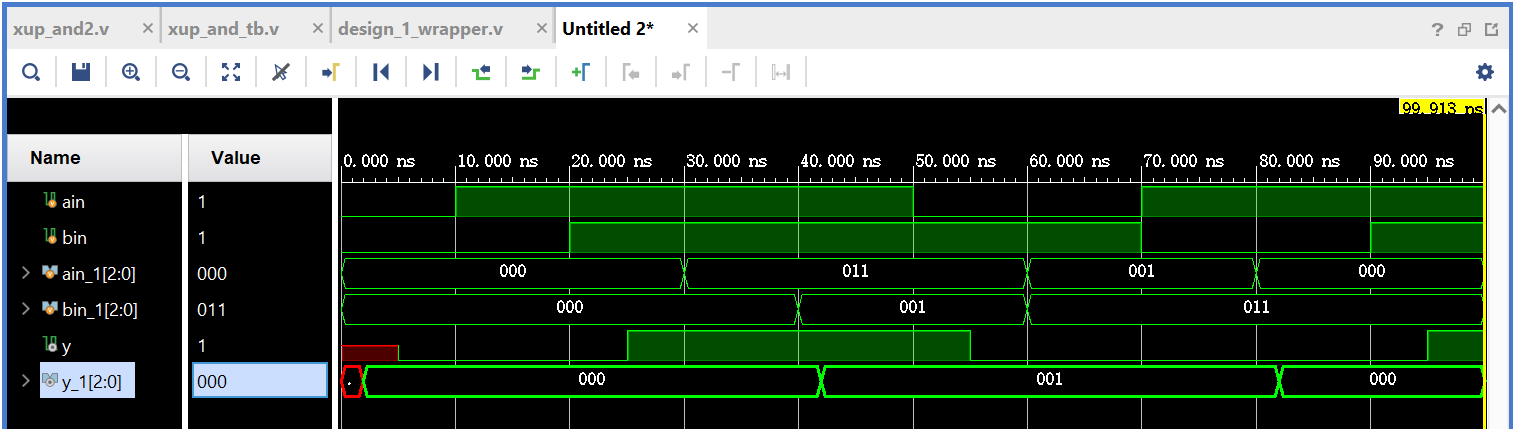 xup_and2.v xup_and_tb.v design_1_wrapper.v Untitled 2*
?
99.913 ns
Name Value
0.000 ns 10.000 ns 20.000 ns 30.000 ns 40.000 ns 50.000 ns 60.000 ns 70.000 ns 80.000 ns 90.000 ns
ain 1
bin 1
ain_1[2:0] 000 000 011 001 000
bin_1[2:0] 011 000 001 011
y 1
y_1[2:0] 000 . 000 001 000